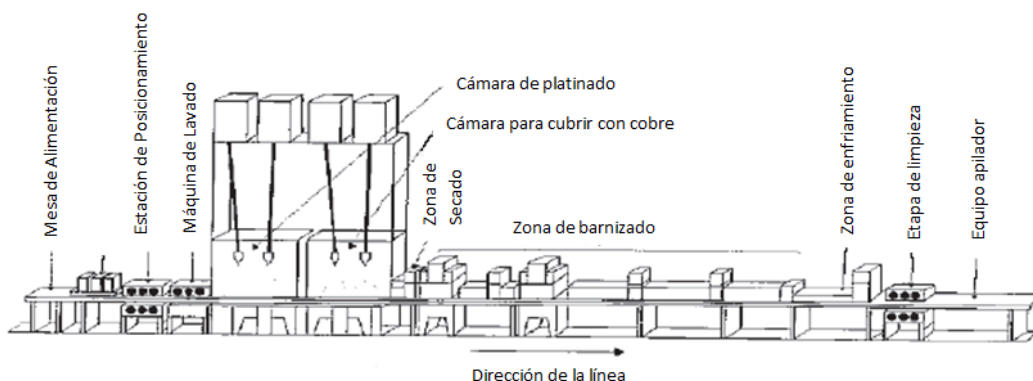 Mesa de Alimentación
Estación de Posicionamiento
Máquina de Lavado
Cámara de platinado
Cámara para cubrir con cobre
Zona de
Secado
Zona de barnizado
Zona de enfriamiento
Etapa de limpieza
Equipo apilador
Dirección de la línea